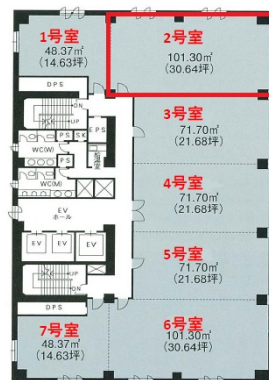 1号室
48.37㎡
(14.63坪)
2号室
101.30㎡
(30.64坪)
DPS
DN
UP
EPS
PS
SK
WC(W)
PS
WC(M)
3号室
71.70㎡
(21.68坪)
4号室
71.70㎡
(21.68坪)
EV
ホール
EV
EV
EV
5号室
71.70㎡
(21.68坪)
UP
DPS
7号室
48.37㎡
(14.63坪)
6号室
101.30㎡
(30.64坪)